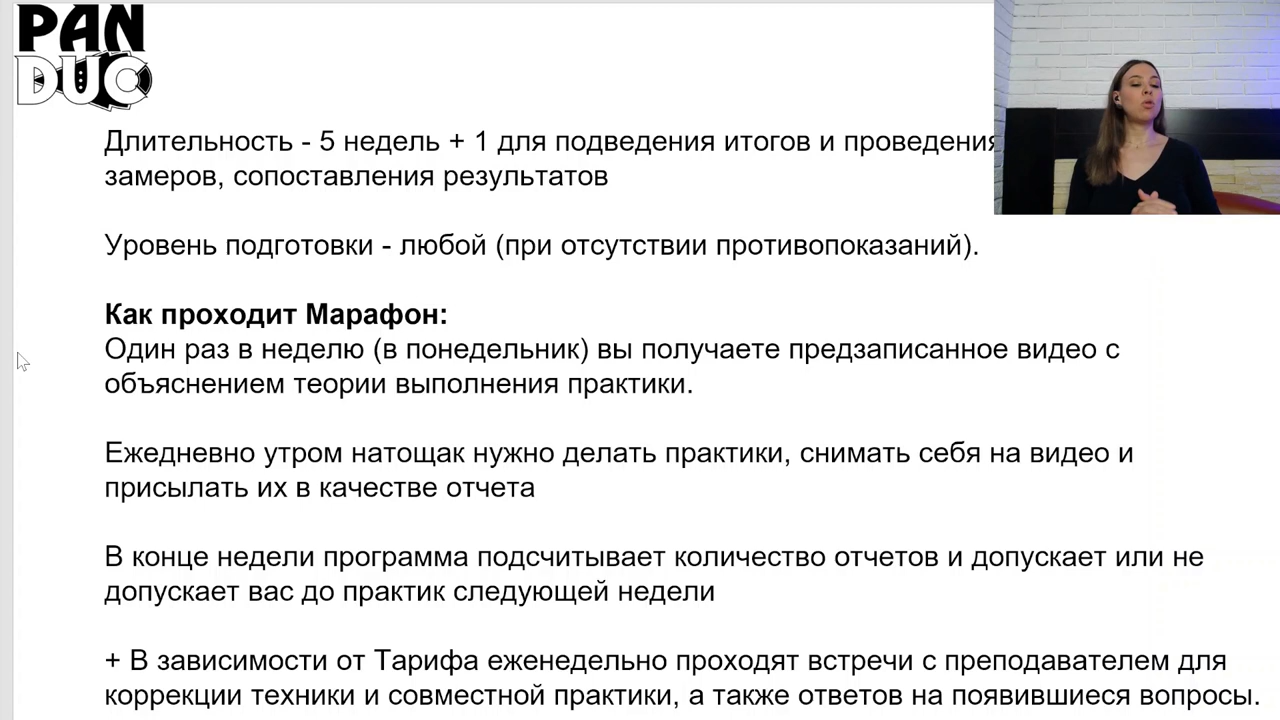 PAN
DUC
Длительность - 5 недель + 1 для подведения итогов и проведения
замеров, сопоставления результатов
Уровень подготовки - любой (при отсутствии противопоказаний).
Как проходит Марафон:
Один раз в неделю (в понедельник) вы получаете предзаписанное видео с
объяснением теории выполнения практики.
Ежедневно утром натощак нужно делать практики, снимать себя на видео и
присылать их в качестве отчета
В конце недели программа подсчитывает количество отчетов и допускает или не
допускает вас до практик следующей недели
+ В зависимости от Тарифа еженедельно проходят встречи с преподавателем для
коррекции техники и совместной практики, а также ответов на появившиеся вопросы.